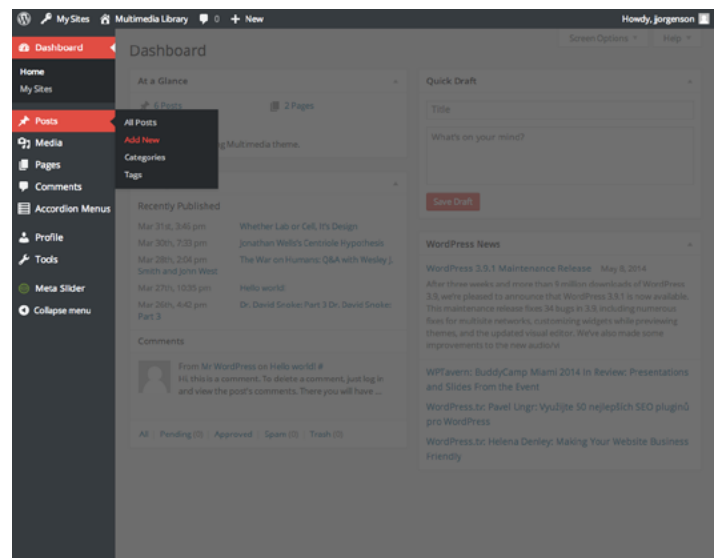 My Sites Multimedia Library 0 + New Howdy, jorgenson
Dashboard
Home
My Sites
Posts
Media
Pages
Comments
Accordion Menus
Profile
Tools
Meta Slider
Collapse menu
All Posts
Add New
Categories
Tags
Screen Options Help
Dashboard
At a Glance
6 Posts 2 Pages
Multimedia theme.
Recently Published
Mar 31st, 3:46 pm Whether Lab or Cell, It's Design
Mar 30th, 7:33 pm Jonathan Wells's Centriole Hypothesis
Mar 28th, 2:04 pm The War on Humans: Q&A with Wesley J.
Smith and John West
Mar 27th, 10:35 pm Hello world!
Mar 26th, 4:42 pm Dr. David Snoke: Part 3 Dr. David Snoke:
Part 3
Comments
From Mr WordPress on Hello world! #
Hi, this is a comment. To delete a comment, just log in
and view the post's comments. There you will have ...
All | Pending (0) | Approved | Spam (0) | Trash (0)
Quick Draft
Title
What's on your mind?
Save Draft
WordPress News
WordPress 3.9.1 Maintenance Release May 8, 2014
After three weeks and more than 9 million downloads of WordPress
3.9, we're pleased to announce that WordPress 3.9.1 is now available.
This maintenance release fixes 34 bugs in 3.9, including numerous
fixes for multisite networks, customizing widgets while previewing
themes, and the updated visual editor. We've also made some
improvements to the new audio/vi
WPTavern: BuddyCamp Miami 2014 In Review: Presentations
and Slides From the Event
WordPress.tv: Pavel Ungr: Využijte 50 nejlepších SEO pluginů
pro WordPress
WordPress.tv: Helena Denley: Making Your Website Business
Friendly